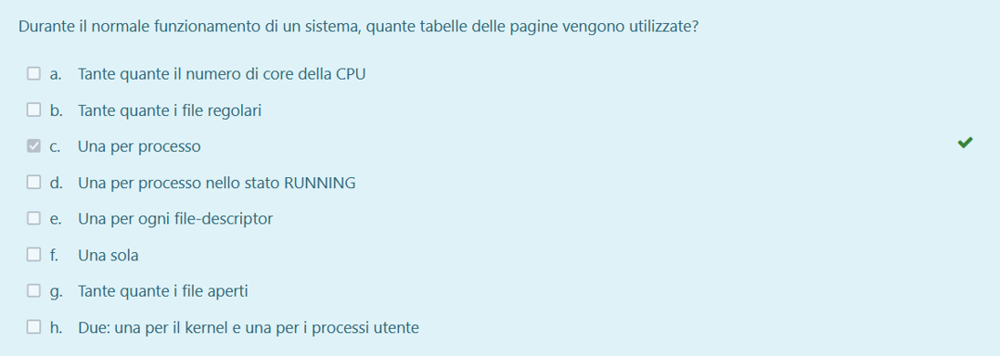 Durante il normale funzionamento di un sistema, quante tabelle delle pagine vengono utilizzate?
a. Tante quante il numero di core della CPU
b. Tante quante i file regolari
c. Una per processo
d. Una per processo nello stato RUNNING
e. Una per ogni file-descriptor
f. Una sola
g. Tante quante i file aperti
h. Due: una per il kernel e una per i processi utente